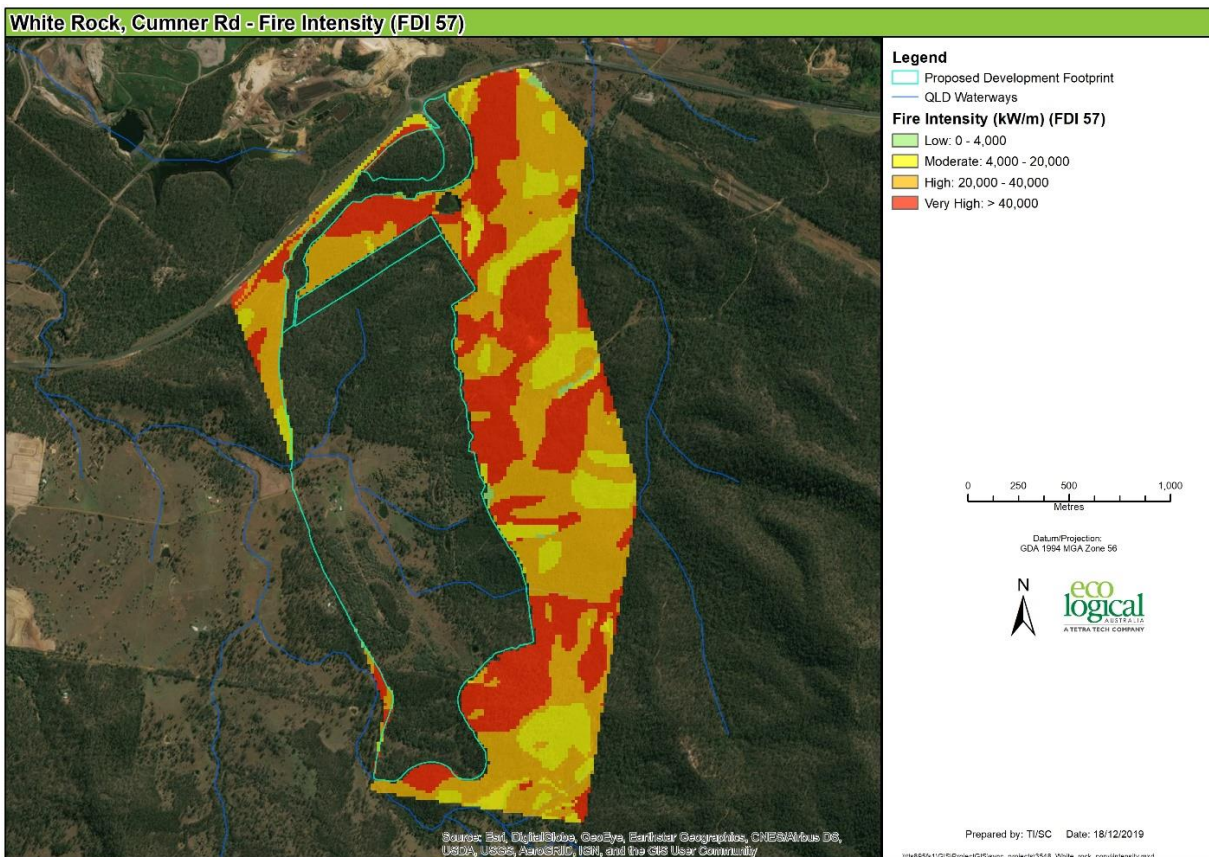 White Rock, Cumner Rd - Fire Intensity (FDI 57)
Legend
Proposed Development Footprint
QLD Waterways
Fire Intensity (kW/m) (FDI 57)
Low: 0 - 4,000
Moderate: 4,000 - 20,000
High: 20,000 - 40,000
Very High: > 40,000
0 250 500 1,000
Metres
Datum/Projection:
GDA 1994 MGA Zone 56
N
eco
logical
AUSTRALIA
A TETRA TECH COMPANY
Source: Esri, DigitalGlobe, GeoEye, Earthstar Geographics, CNES/Airbus DS,
USDA, USGS, AeroGRID, IGN, and the GIS User Community
Prepared by: TI/SC Date: 18/12/2019